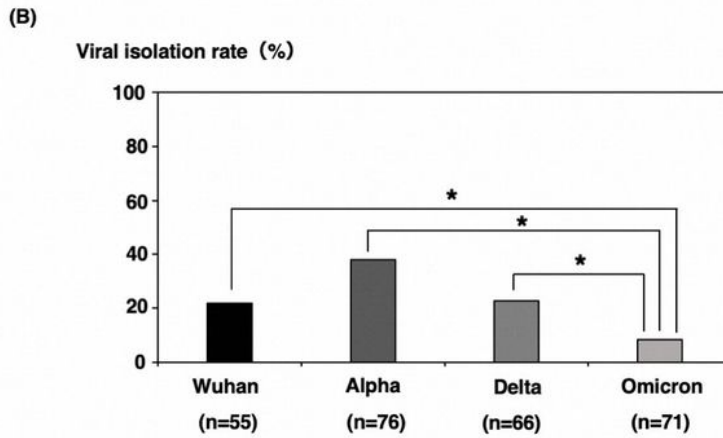 (B)
Viral isolation rate (%)
100
80
60
40
20
0
*
*
*
Wuhan Alpha Delta Omicron
(n=55) (n=76) (n=66) (n=71)